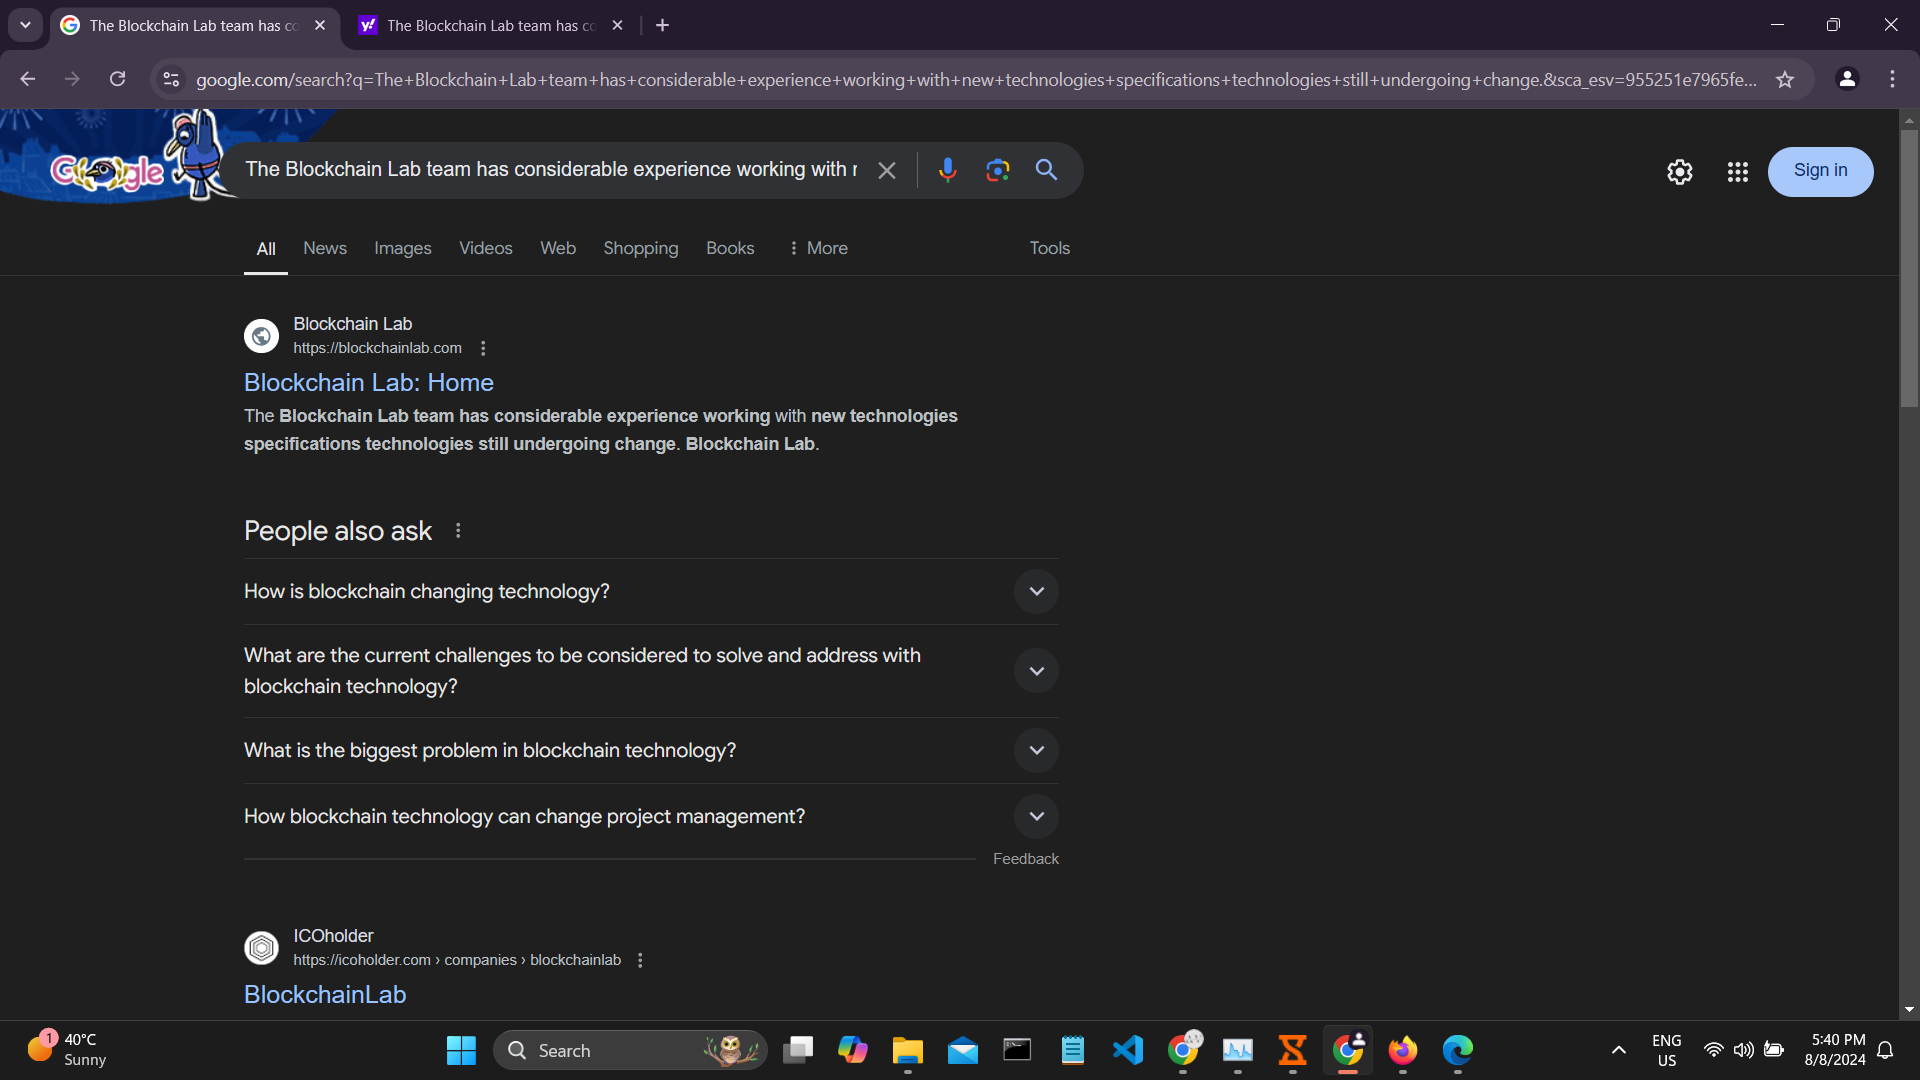 The Blockchain Lab team has co
The Blockchain Lab team has co
google.com/search?q=The+Blockchain+Lab+team+has+considerable+experience+working+with+new+technologies+specifications+technologies+still+undergoing+change.&sca_esv=955251e7965fe...
Google
The Blockchain Lab team has considerable experience working with r
Sign in
All
News
Images
Videos
Web
Shopping
Books
More
Tools
Blockchain Lab
https://blockchainlab.com
Blockchain Lab: Home
The Blockchain Lab team has considerable experience working with new technologies
specifications technologies still undergoing change. Blockchain Lab.
People also ask
How is blockchain changing technology?
What are the current challenges to be considered to solve and address with
blockchain technology?
What is the biggest problem in blockchain technology?
How blockchain technology can change project management?
Feedback
ICOholder
https://icoholder.com › companies › blockchainlab
BlockchainLab
1
40°C
Sunny
Search
ENG
US
5:40 PM
8/8/2024